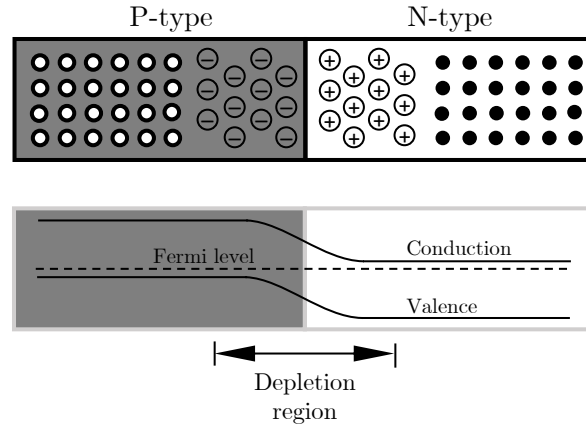 P-type
N-type
Fermi level
Conduction
Valence
Depletion
region